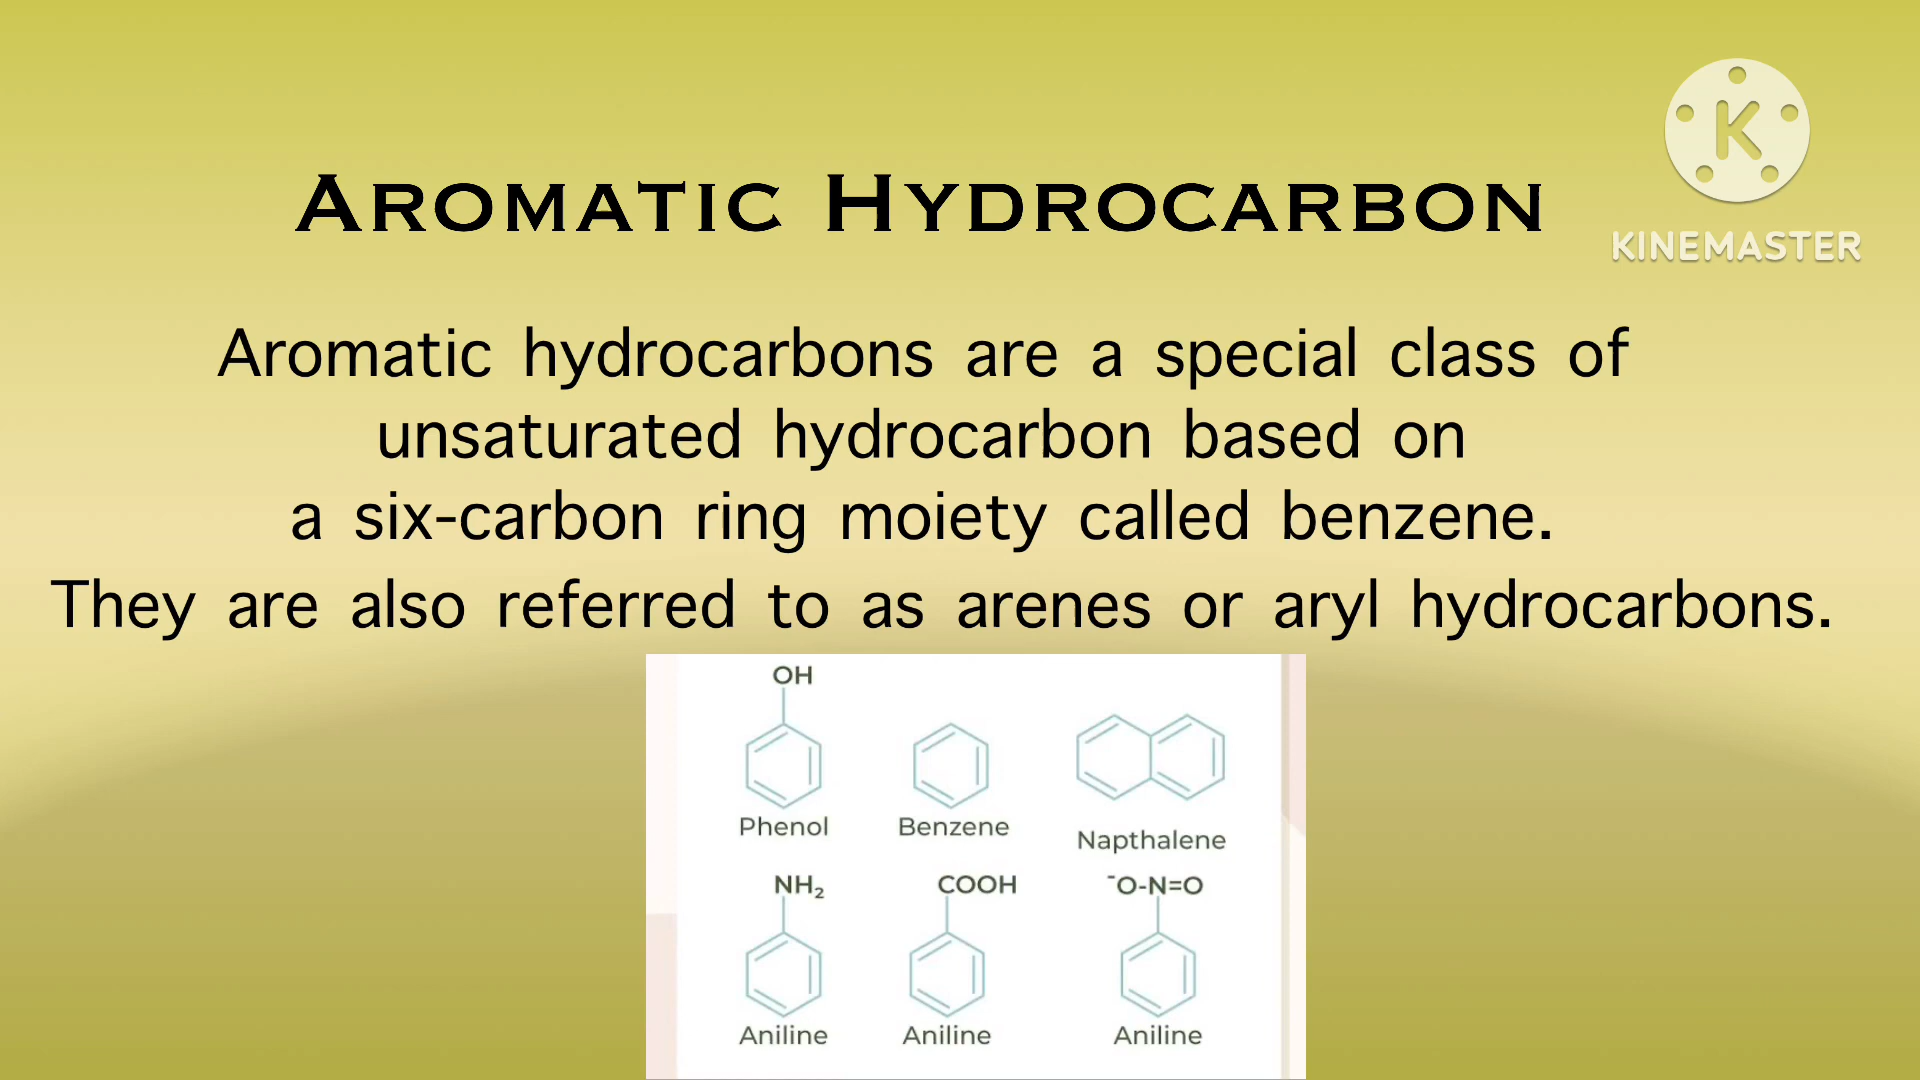 Aromatic Hydrocarbon
K
KINEMASTER
Aromatic hydrocarbons are a special class of
unsaturated hydrocarbon based on
a six-carbon ring moiety called benzene.
They are also referred to as arenes or aryl hydrocarbons.
OH
Phenol Benzene Napthalene
NH₂ COOH ⁻O-N=O
Aniline Aniline Aniline